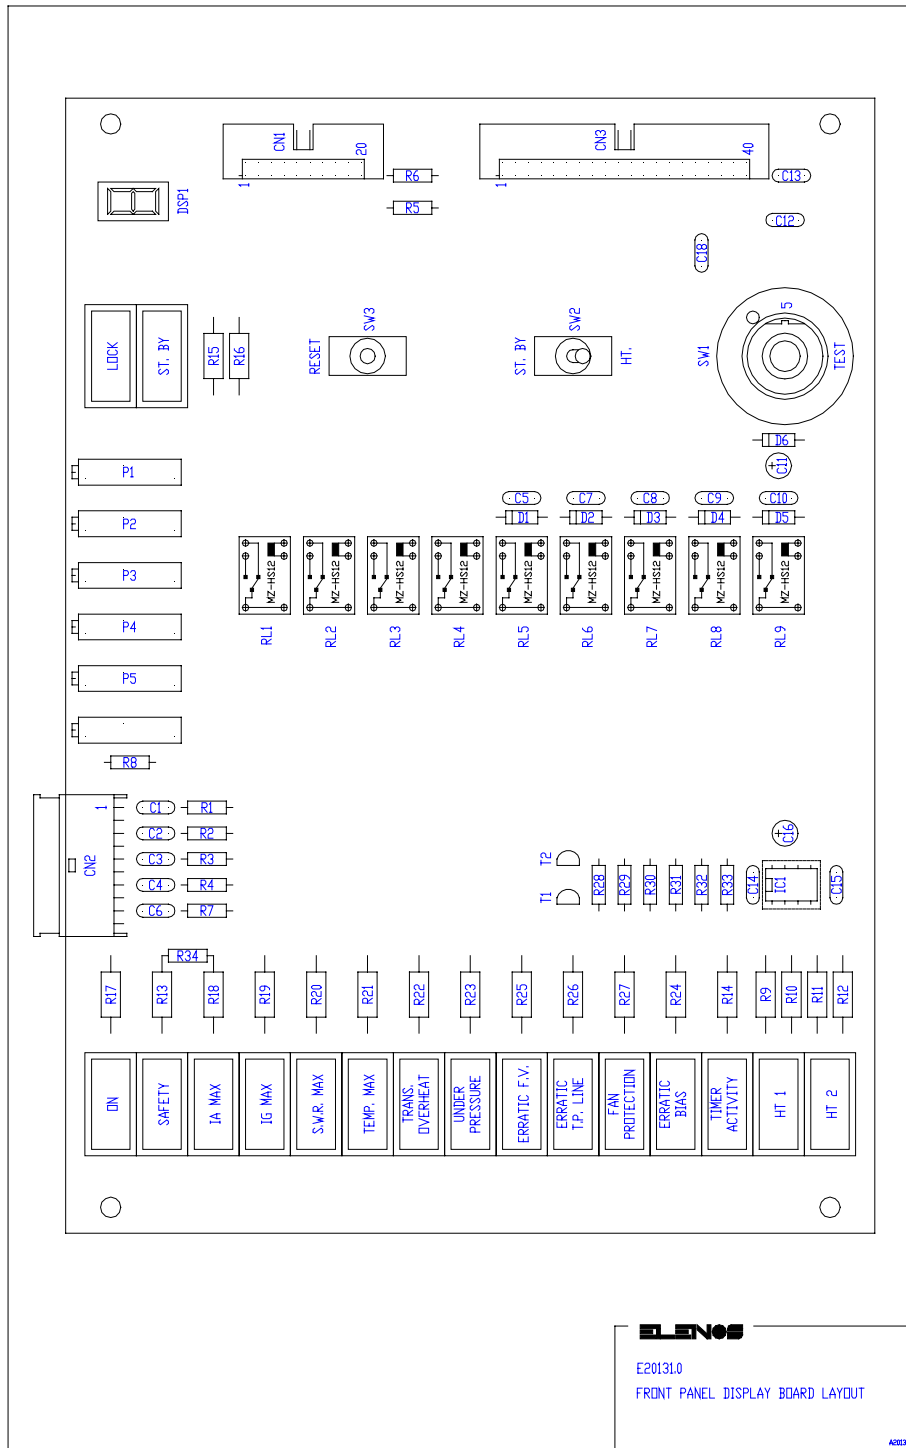 CN1
20
1
CN3
40
1
R6
R5
C13
C12
C18
DSP1
LOCK
ST. BY
R15
R16
RESET
SW3
ST. BY
SW2
HT.
SW1
5
TEST
D6
C11
P1
P2
P3
P4
P5
C5
C7
C8
C9
C10
D1
D2
D3
D4
D5
MZ-HS12
MZ-HS12
MZ-HS12
MZ-HS12
MZ-HS12
MZ-HS12
MZ-HS12
MZ-HS12
MZ-HS12
RL1
RL2
RL3
RL4
RL5
RL6
RL7
RL8
RL9
R8
1
CN2
C1
R1
C2
R2
C3
R3
C4
R4
C6
R7
T2
T1
R28
R29
R30
R31
R32
R33
C16
C14
IC1
C15
R34
R17
R13
R18
R19
R20
R21
R22
R23
R25
R26
R27
R24
R14
R9
R10
R11
R12
ON
SAFETY
IA MAX
IG MAX
S.W.R. MAX
TEMP. MAX
TRANS.
OVERHEAT
UNDER
PRESSURE
ERRATIC F.V.
ERRATIC
T.P. LINE
FAN
PROTECTION
ERRATIC
BIAS
TIMER
ACTIVITY
HT 1
HT 2
ELENOS
E20131.0
FRONT PANEL DISPLAY BOARD LAYOUT
A2013